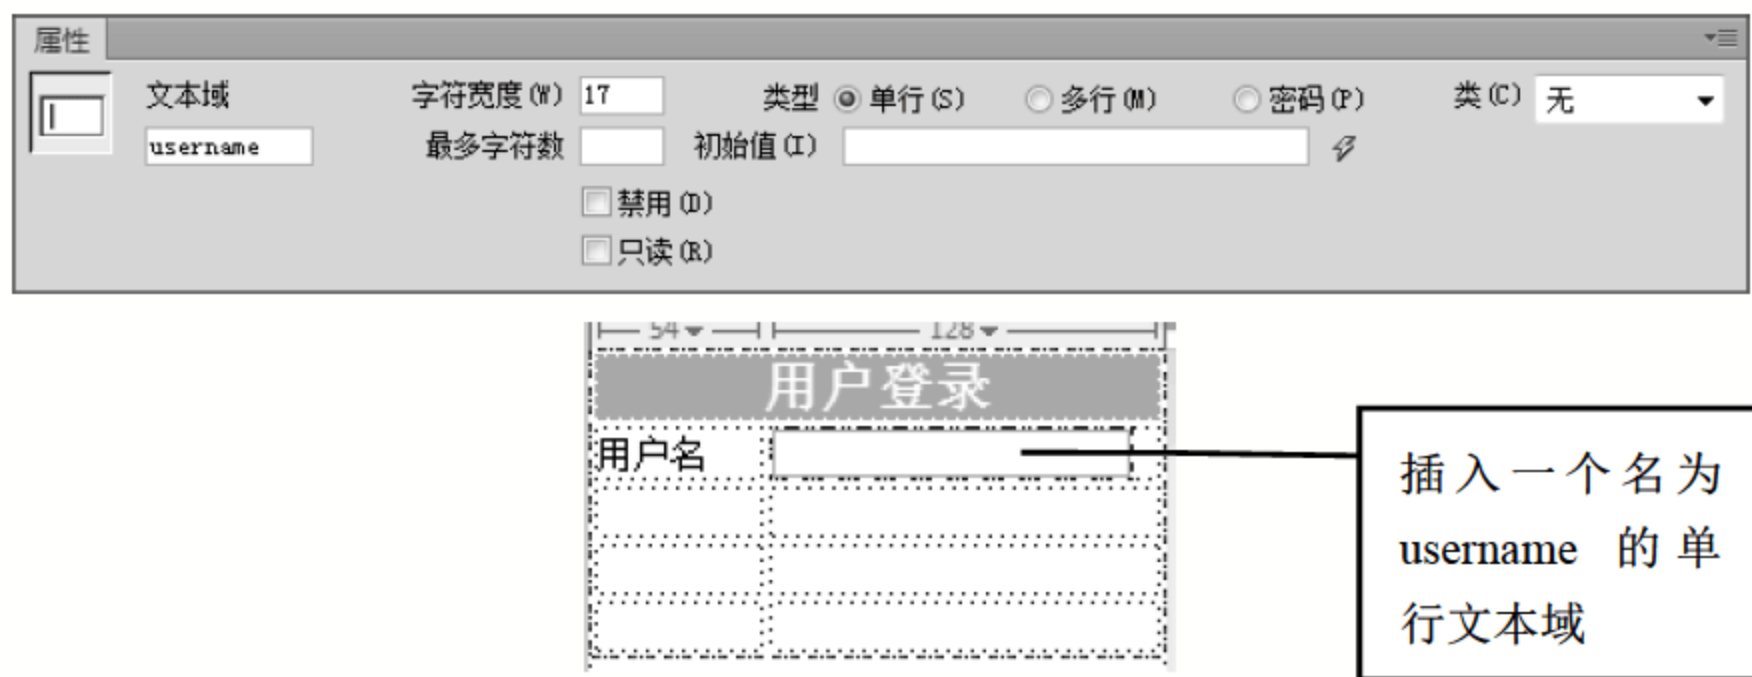 属性
文本域 字符宽度(W) 17 类型 单行(S) 多行(M) 密码(P) 类(C) 无
username 最多字符数 初始值(I)
禁用(D)
只读(R)
54 128
用户登录
用户名
插入一个名为
username 的单
行文本域